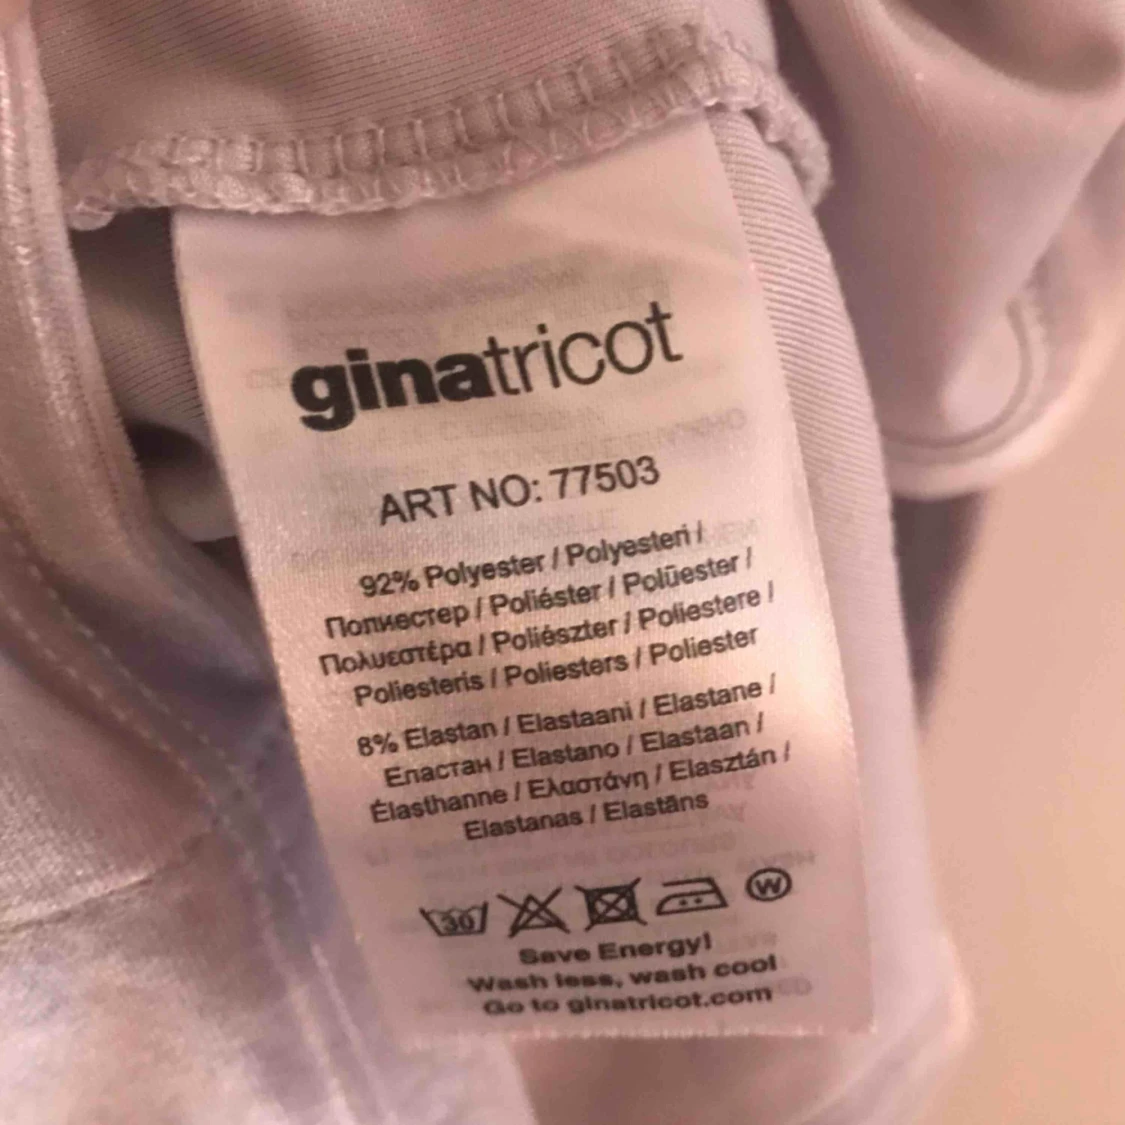 ginatricot
ART NO: 77503
92% Polyester / Polyesteri /
Полиестер / Poliéster / Polüester /
Πολυεστέρα / Poliészter / Poliestere /
Poliesteris / Poliesters / Poliester
8% Elastan / Elastaani / Elastane /
Еластан / Elastano / Elastaan /
Élasthanne / Ελαστάνη / Elasztán /
Elastanas / Elastāns
30
W
Save Energy!
Wash less, wash cool
Go to ginatricot.com